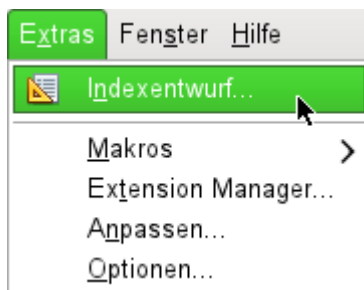 Extras Fenster Hilfe
Indexentwurf...
Makros
Extension Manager...
Anpassen...
Optionen...